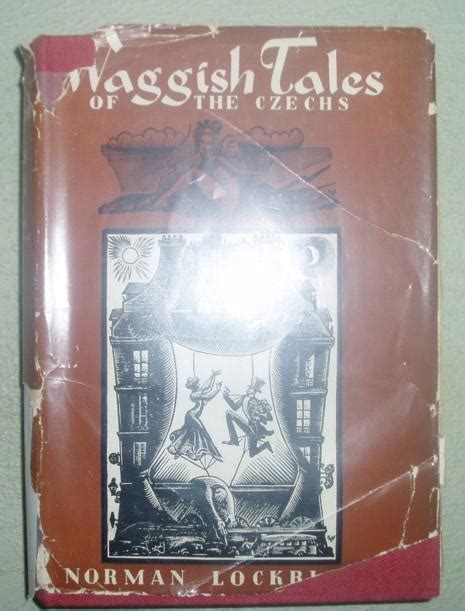 Waggish Tales
OF THE CZECHS
NORMAN